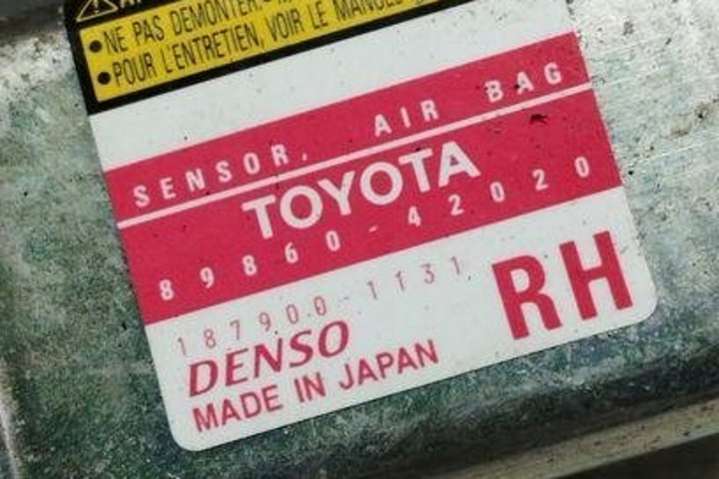 •NE PAS DEMONTER.
•POUR L'ENTRETIEN, VOIR LE MANUEL
SENSOR, AIR BAG
TOYOTA
89860-42020
187900-1131
DENSO
MADE IN JAPAN
RH